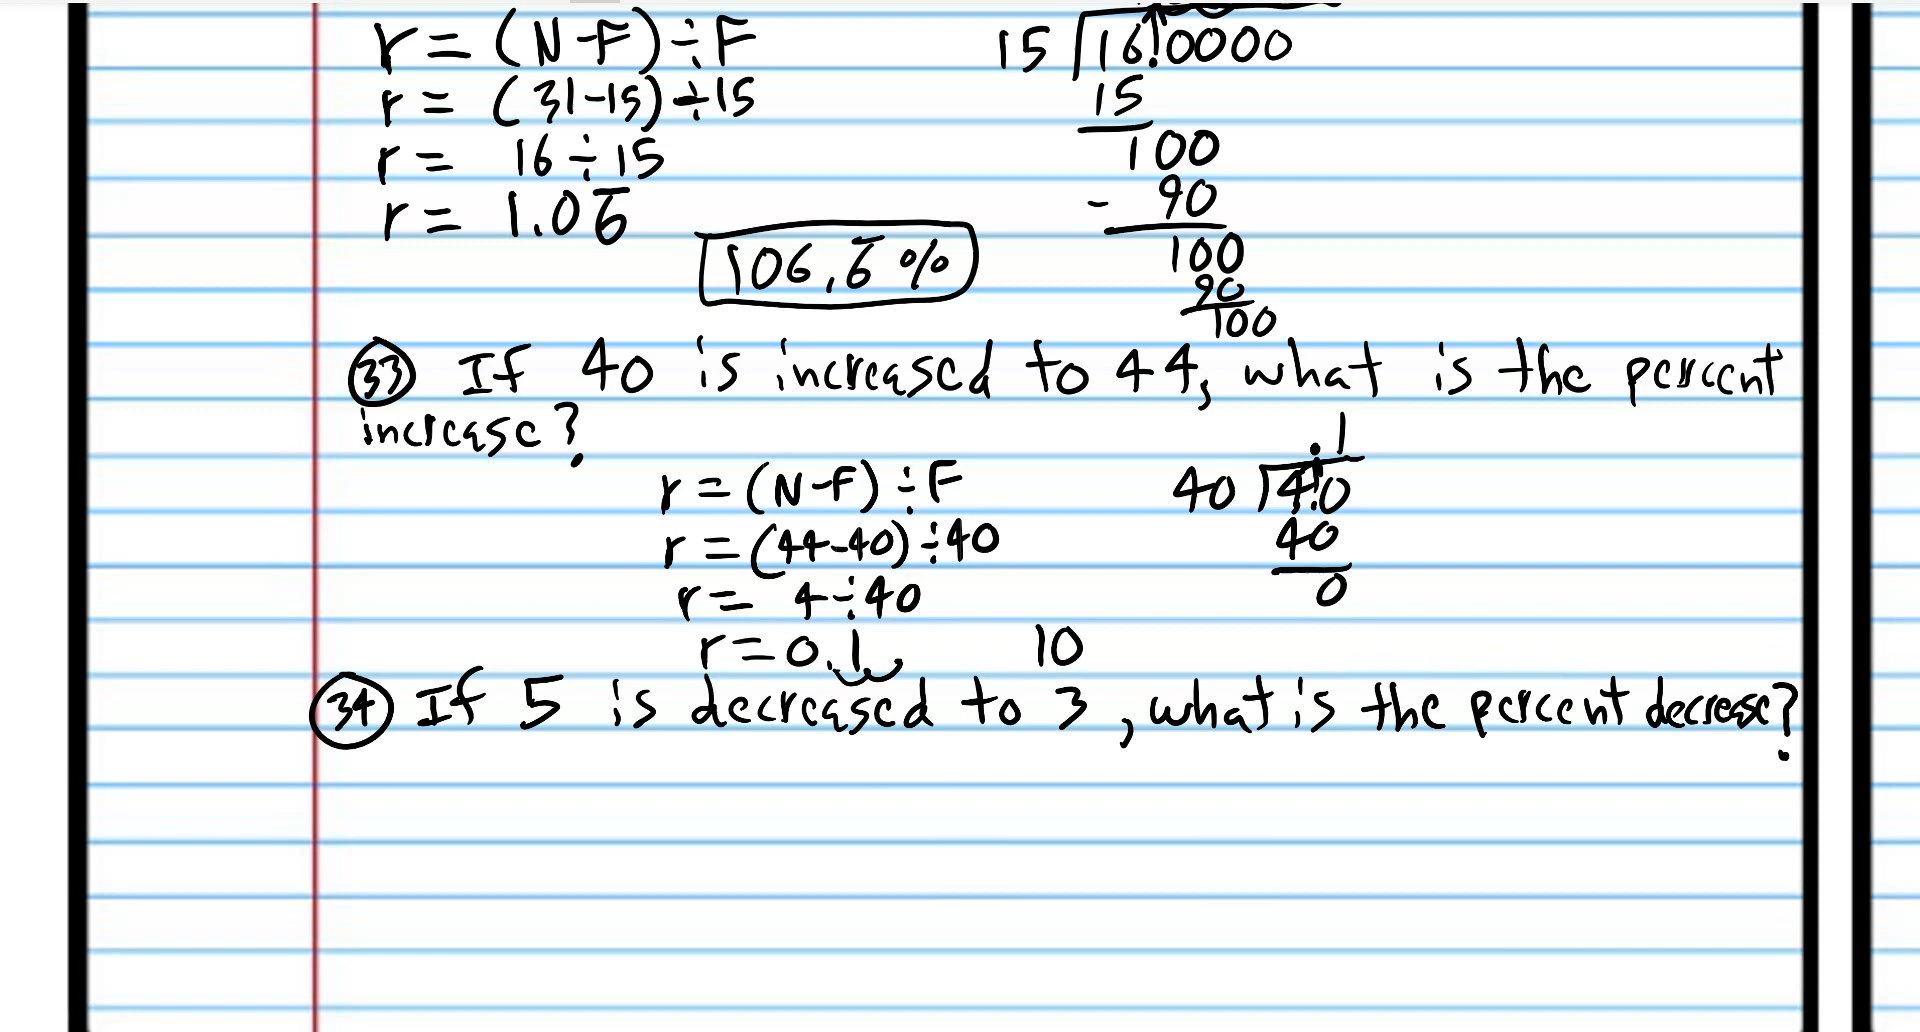 r = (N-F) ÷ F
15 16.0000
r = (31-15) ÷ 15
15
r = 16 ÷ 15
100
r = 1.06̅
- 90
106.6̅ %
100
90
100
33 If 40 is increased to 44, what is the percent
increase?
.1
r = (N-F) ÷ F
40 4.0
r = (44-40) ÷ 40
40
r = 4 ÷ 40
0
r = 0.1 10
34 If 5 is decreased to 3, what is the percent decrease?